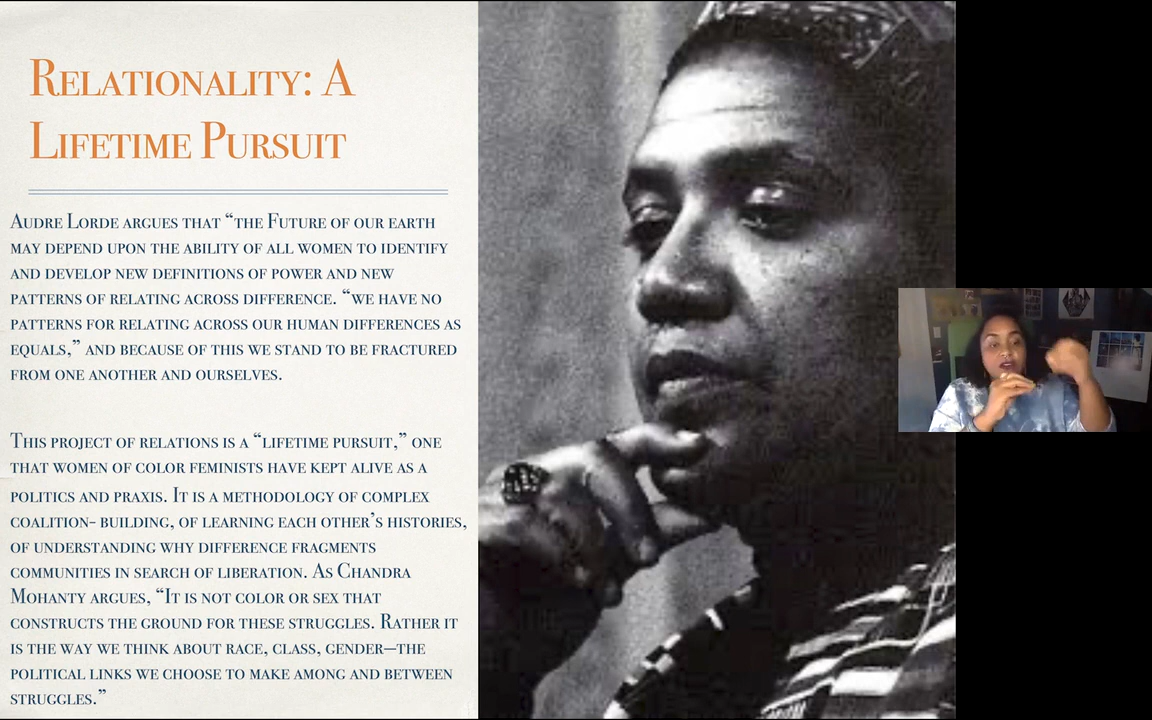 Relationality: A
Lifetime Pursuit
Audre Lorde argues that “the Future of our earth
may depend upon the ability of all women to identify
and develop new definitions of power and new
patterns of relating across difference. “we have no
patterns for relating across our human differences as
equals,” and because of this we stand to be fractured
from one another and ourselves.
This project of relations is a “lifetime pursuit,” one
that women of color feminists have kept alive as a
politics and praxis. It is a methodology of complex
coalition- building, of learning each other’s histories,
of understanding why difference fragments
communities in search of liberation. As Chandra
Mohanty argues, “It is not color or sex that
constructs the ground for these struggles. Rather it
is the way we think about race, class, gender—the
political links we choose to make among and between
struggles.”